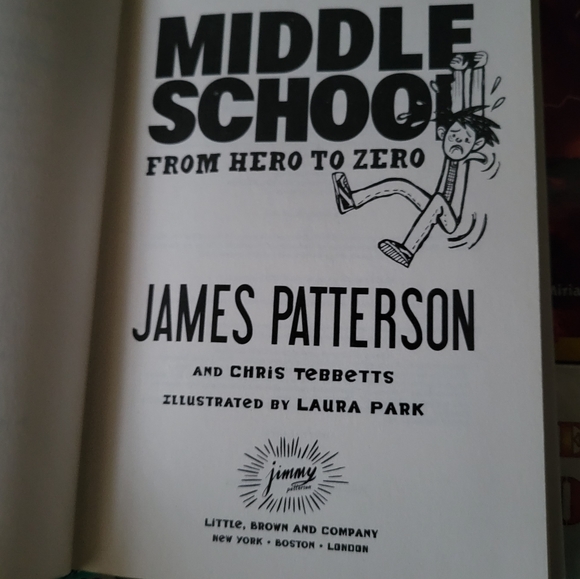 MIDDLE
SCHOOL
FROM HERO TO ZERO
JAMES PATTERSON
AND CHRIS TEBBETTS
ILLUSTRATED BY LAURA PARK
jimmy
patterson
LITTLE, BROWN AND COMPANY
NEW YORK • BOSTON • LONDON